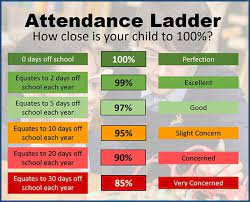 Attendance Ladder
How close is your child to 100%?
0 days off school 100% Perfection
Equates to 2 days off
school each year 99% Excellent
Equates to 5 days off
school each year 97% Good
Equates to 10 days off
school each year 95% Slight Concern
Equates to 20 days off
school each year 90% Concerned
Equates to 30 days off
school each year 85% Very Concerned